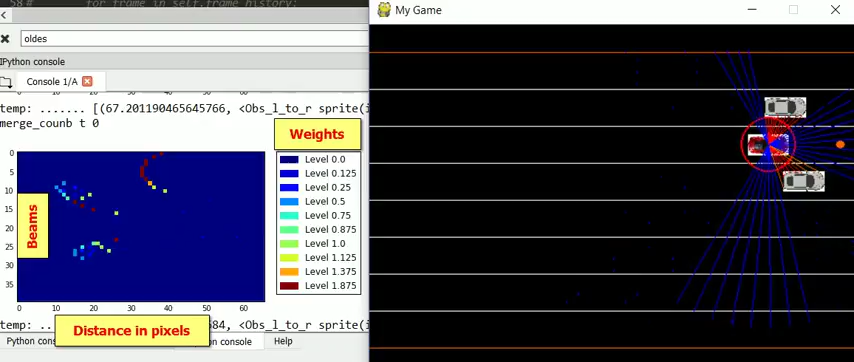 58#  for frame in self.frame_history:
oldes
IPython console
Console 1/A
temp: ....... [(67.201190465645766, <Obs_l_to_r sprite(i
merge_counb t 0
Weights
Level 0.0
Level 0.125
Level 0.25
Level 0.5
Level 0.75
Level 0.875
Level 1.0
Level 1.125
Level 1.375
Level 1.875
Beams
0
5
10
15
20
25
30
35
0 10 20 30 40 50 60
Distance in pixels
temp: ... 584, <Obs_l_to_r sprite(i
Python cons
console
Help
My Game